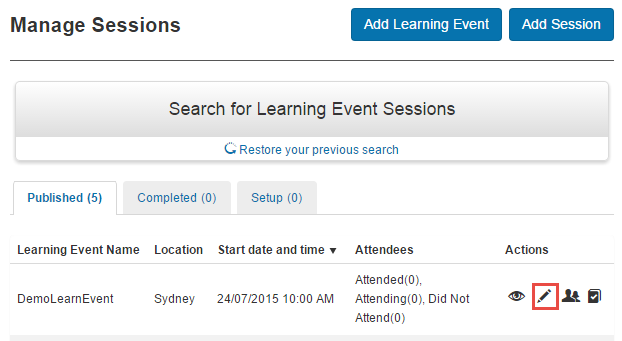 Manage Sessions Add Learning Event Add Session
Search for Learning Event Sessions
Restore your previous search
Published (5) Completed (0) Setup (0)
Learning Event Name Location Start date and time Attendees Actions
DemoLearnEvent Sydney 24/07/2015 10:00 AM Attended(0),
Attending(0), Did Not
Attend(0)